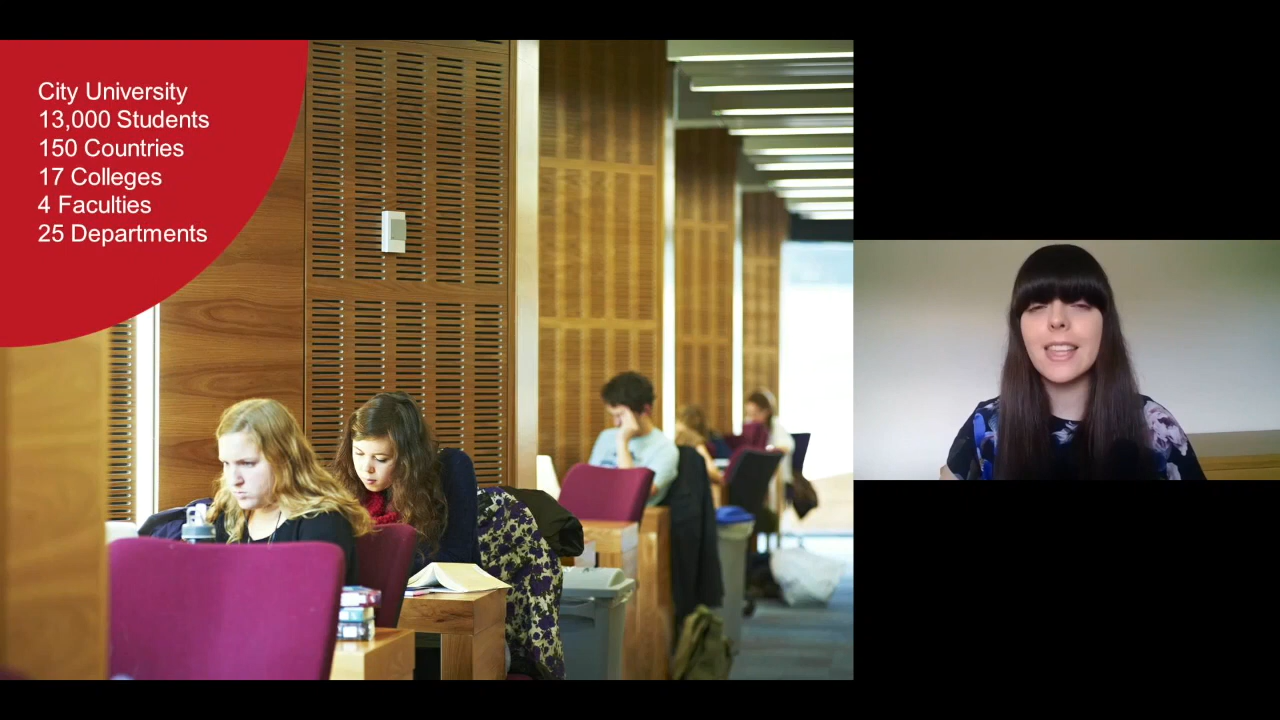 City University
13,000 Students
150 Countries
17 Colleges
4 Faculties
25 Departments